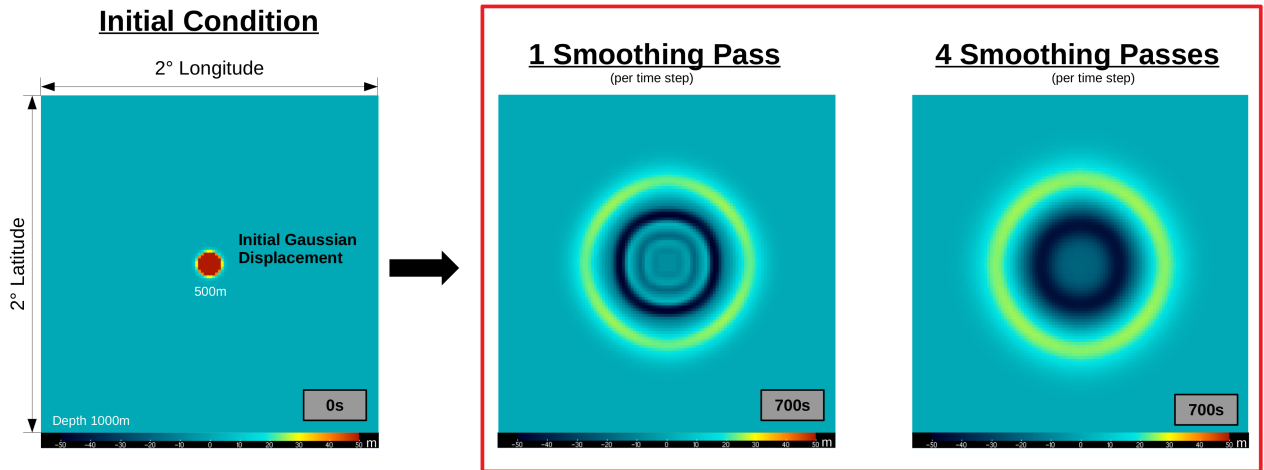 Initial Condition
2° Longitude
2° Latitude
Initial Gaussian
Displacement
500m
0s
Depth 1000m
-50 -40 -30 -20 -10 0 10 20 30 40 50 m
1 Smoothing Pass
(per time step)
700s
-50 -40 -30 -20 -10 0 10 20 30 40 50 m
4 Smoothing Passes
(per time step)
700s
-50 -40 -30 -20 -10 0 10 20 30 40 50 m